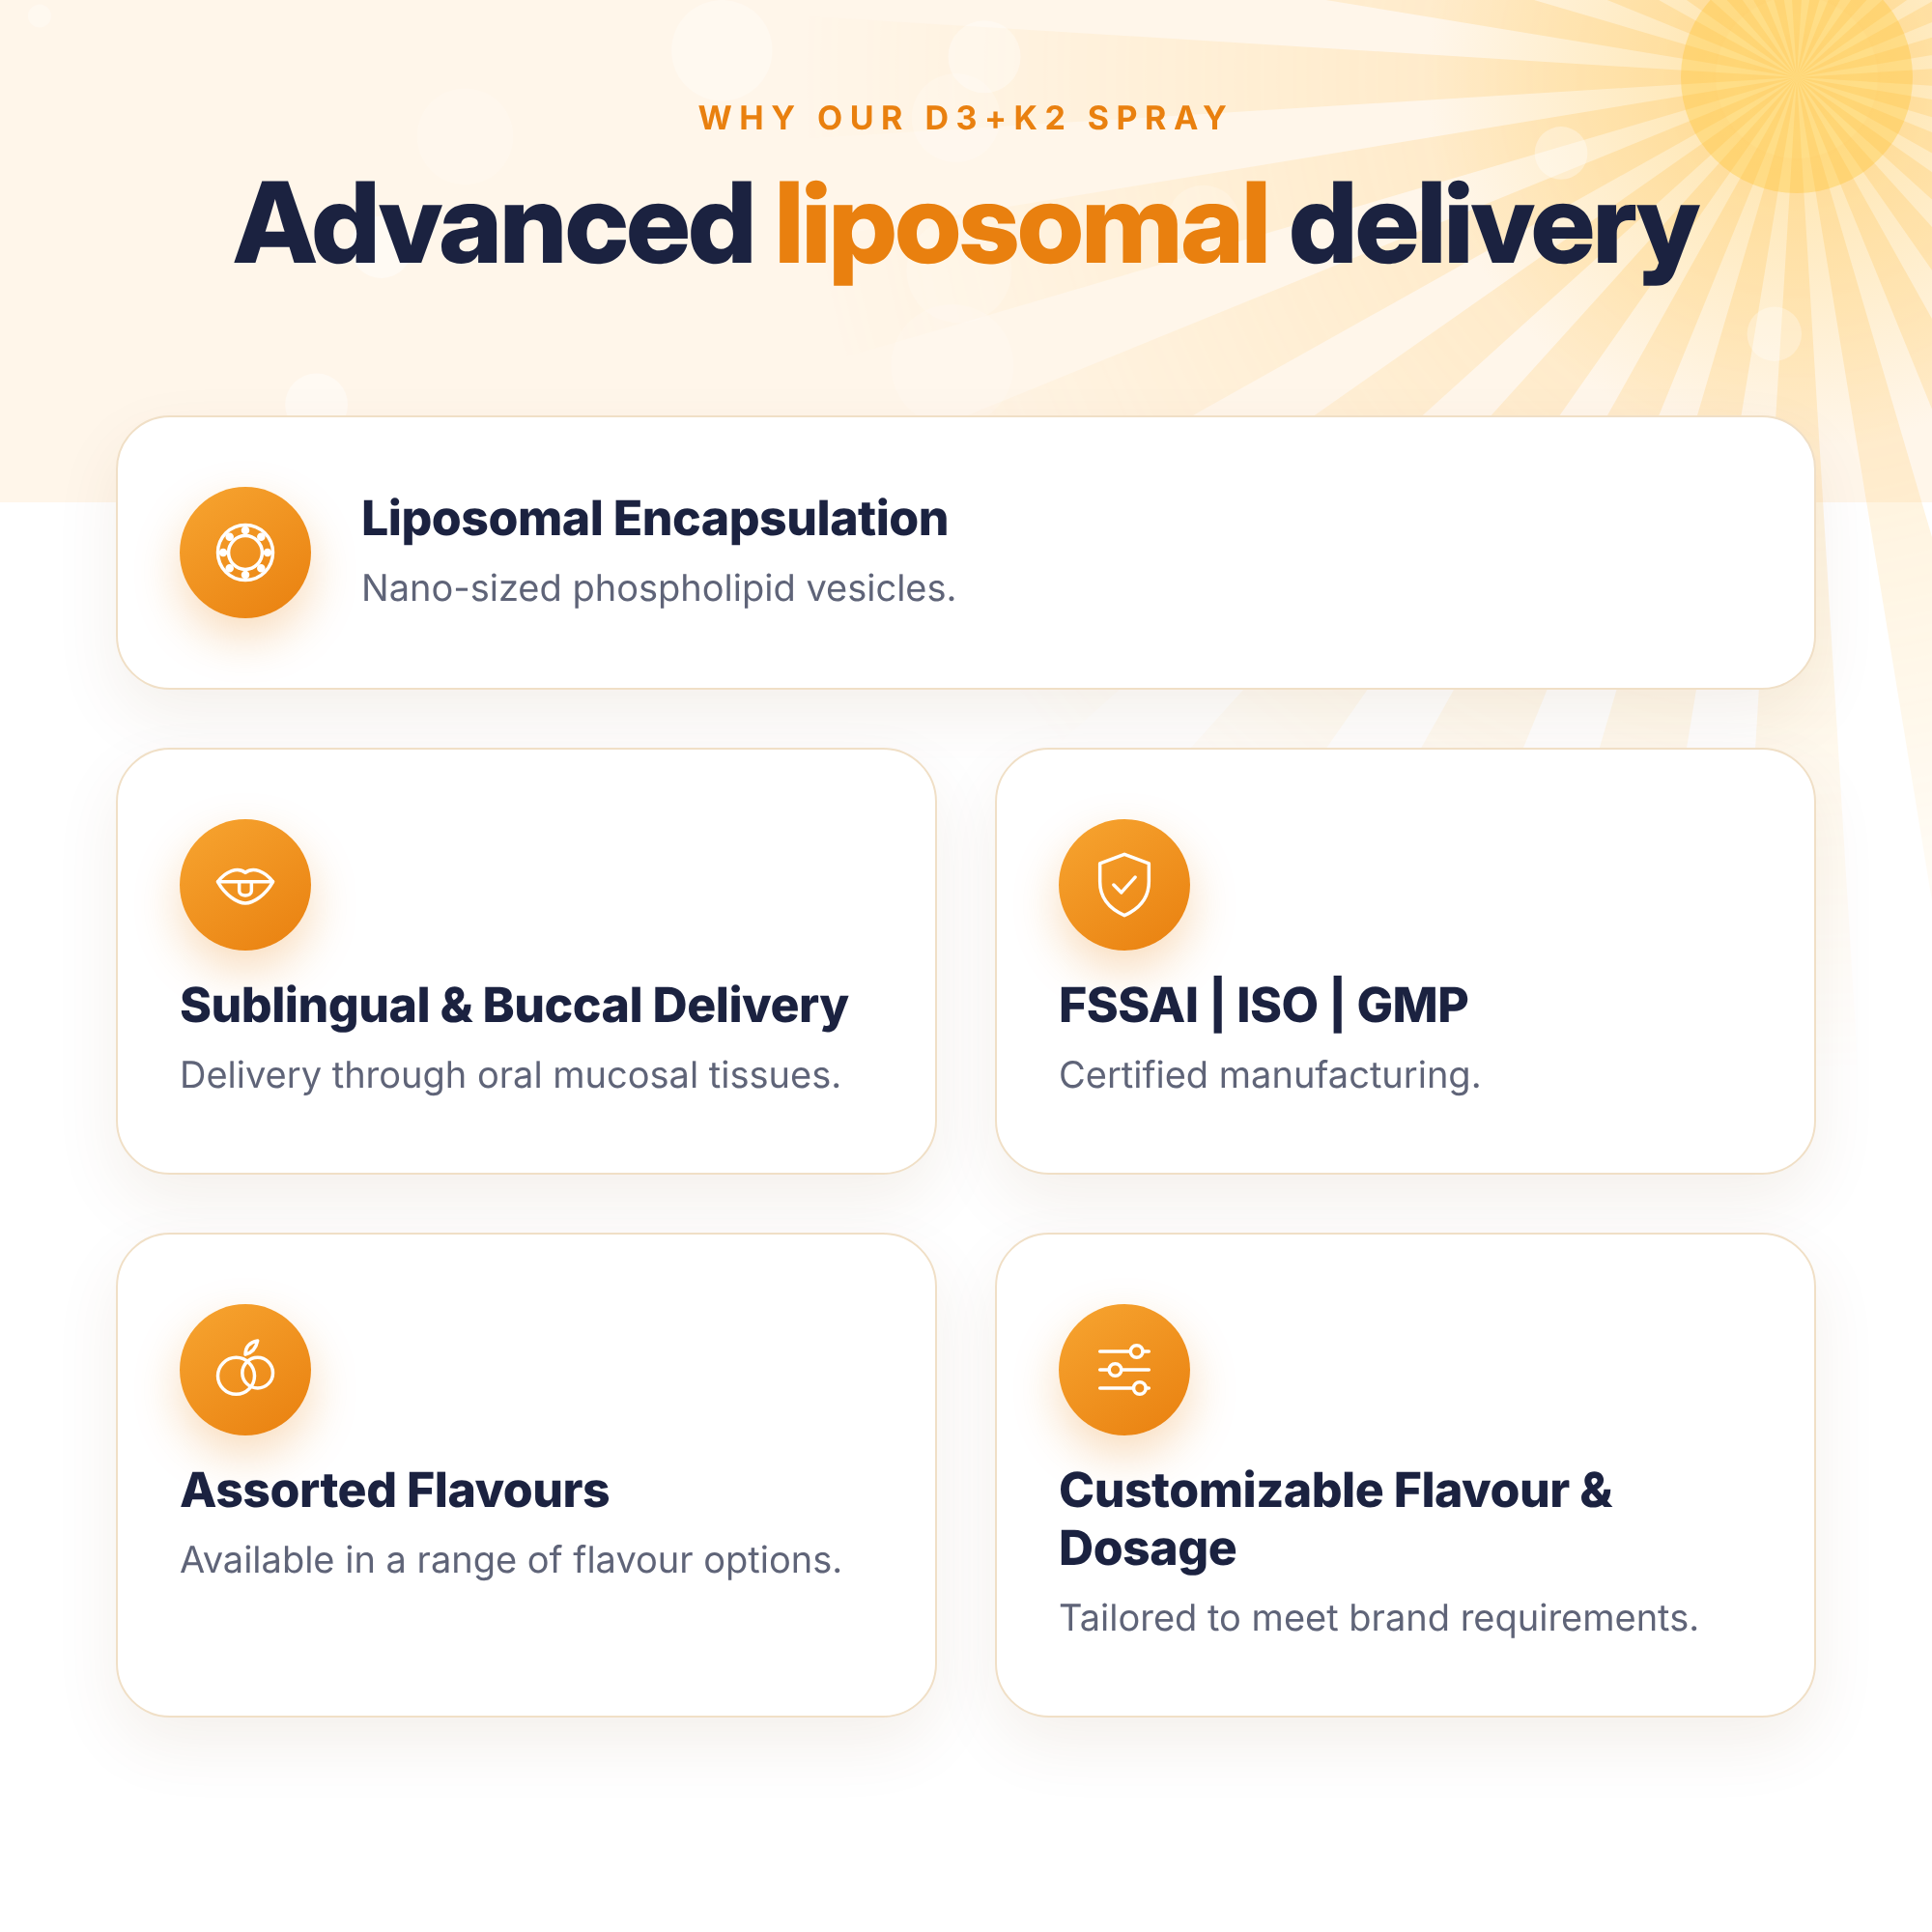 WHY OUR D3+K2 SPRAY
Advanced liposomal delivery
Liposomal Encapsulation
Nano-sized phospholipid vesicles.
Sublingual & Buccal Delivery
Delivery through oral mucosal tissues.
FSSAI | ISO | GMP
Certified manufacturing.
Assorted Flavours
Available in a range of flavour options.
Customizable Flavour &
Dosage
Tailored to meet brand requirements.